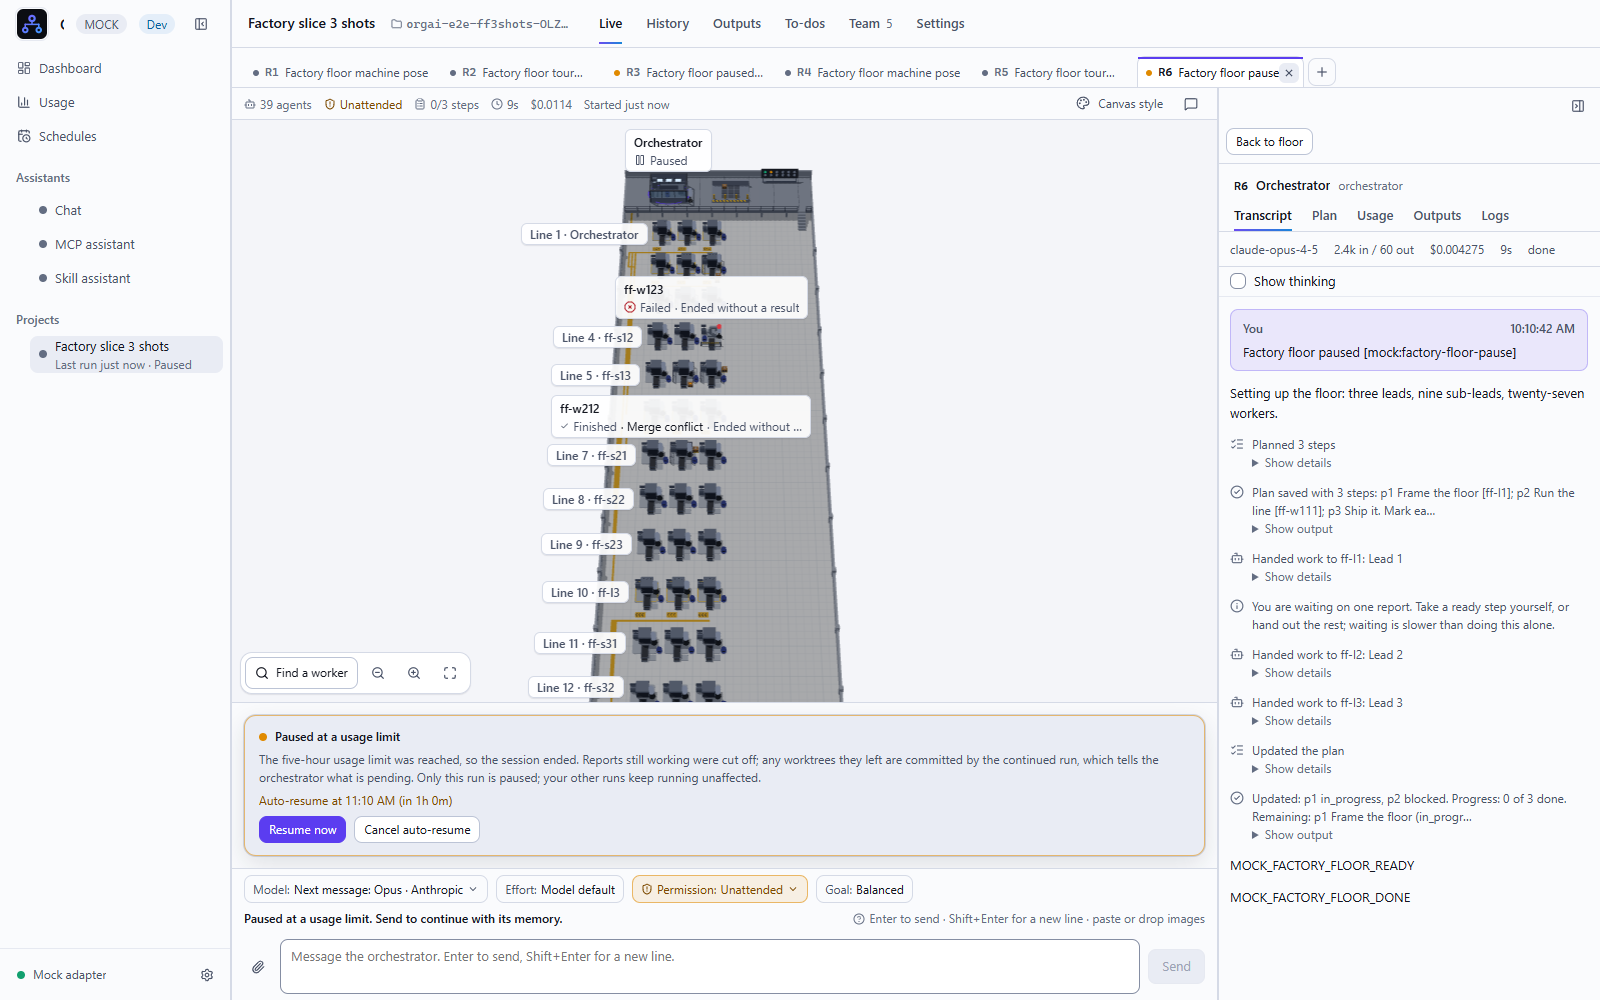 MOCK
Dev
Dashboard
Usage
Schedules
Assistants
Chat
MCP assistant
Skill assistant
Projects
Factory slice 3 shots
Last run just now · Paused
Mock adapter
Factory slice 3 shots
orgai-e2e-ff3shots-OLZ…
Live
History
Outputs
To-dos
Team 5
Settings
R1 Factory floor machine pose
R2 Factory floor tour...
R3 Factory floor paused...
R4 Factory floor machine pose
R5 Factory floor tour...
R6 Factory floor pause
39 agents
Unattended
0/3 steps
9s
$0.0114
Started just now
Canvas style
Orchestrator
Paused
Line 1 · Orchestrator
ff-w123
Failed · Ended without a result
Line 4 · ff-s12
Line 5 · ff-s13
ff-w212
Finished · Merge conflict · Ended without ...
Line 7 · ff-s21
Line 8 · ff-s22
Line 9 · ff-s23
Line 10 · ff-l3
Line 11 · ff-s31
Line 12 · ff-s32
Find a worker
Paused at a usage limit
The five-hour usage limit was reached, so the session ended. Reports still working were cut off; any worktrees they left are committed by the continued run, which tells the
orchestrator what is pending. Only this run is paused; your other runs keep running unaffected.
Auto-resume at 11:10 AM (in 1h 0m)
Resume now
Cancel auto-resume
Model: Next message: Opus · Anthropic
Effort: Model default
Permission: Unattended
Goal: Balanced
Paused at a usage limit. Send to continue with its memory.
Enter to send · Shift+Enter for a new line · paste or drop images
Message the orchestrator. Enter to send, Shift+Enter for a new line.
Send
Back to floor
R6 Orchestrator orchestrator
Transcript
Plan
Usage
Outputs
Logs
claude-opus-4-5
2.4k in / 60 out
$0.004275
9s
done
Show thinking
You
10:10:42 AM
Factory floor paused [mock:factory-floor-pause]
Setting up the floor: three leads, nine sub-leads, twenty-seven
workers.
Planned 3 steps
Show details
Plan saved with 3 steps: p1 Frame the floor [ff-l1]; p2 Run the
line [ff-w111]; p3 Ship it. Mark ea...
Show output
Handed work to ff-l1: Lead 1
Show details
You are waiting on one report. Take a ready step yourself, or
hand out the rest; waiting is slower than doing this alone.
Handed work to ff-l2: Lead 2
Show details
Handed work to ff-l3: Lead 3
Show details
Updated the plan
Show details
Updated: p1 in_progress, p2 blocked. Progress: 0 of 3 done.
Remaining: p1 Frame the floor (in_progr...
Show output
MOCK_FACTORY_FLOOR_READY
MOCK_FACTORY_FLOOR_DONE